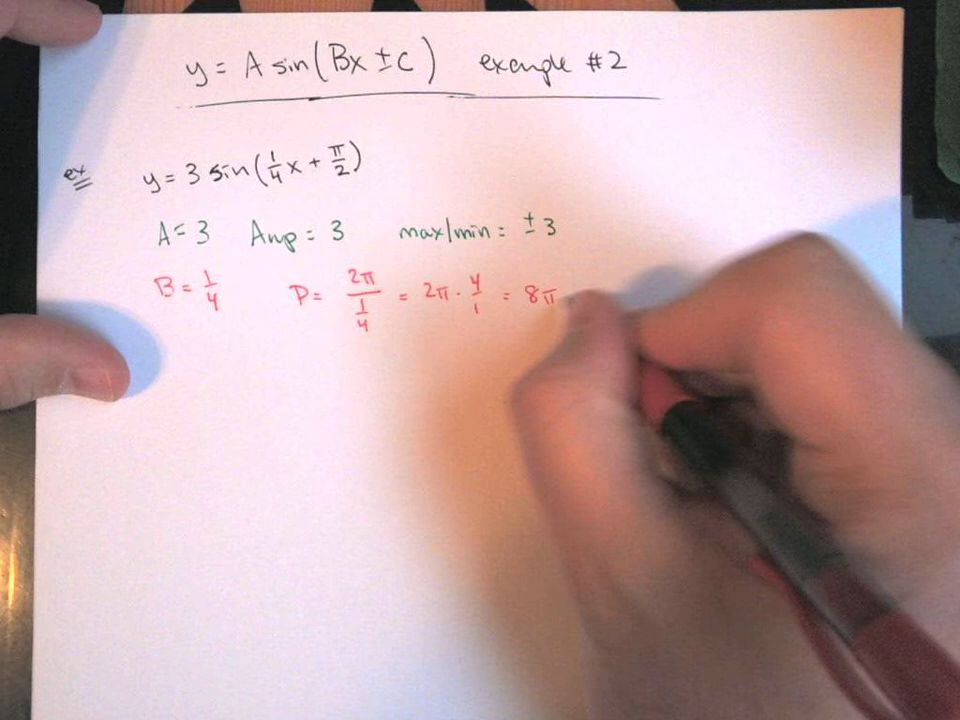 y = A sin(Bx ± C) example #2
ex y = 3 sin(1/4 x + π/2)
A = 3 Amp = 3 max/min = ± 3
B = 1/4 P = 2π/(1/4) = 2π · 4/1 = 8π